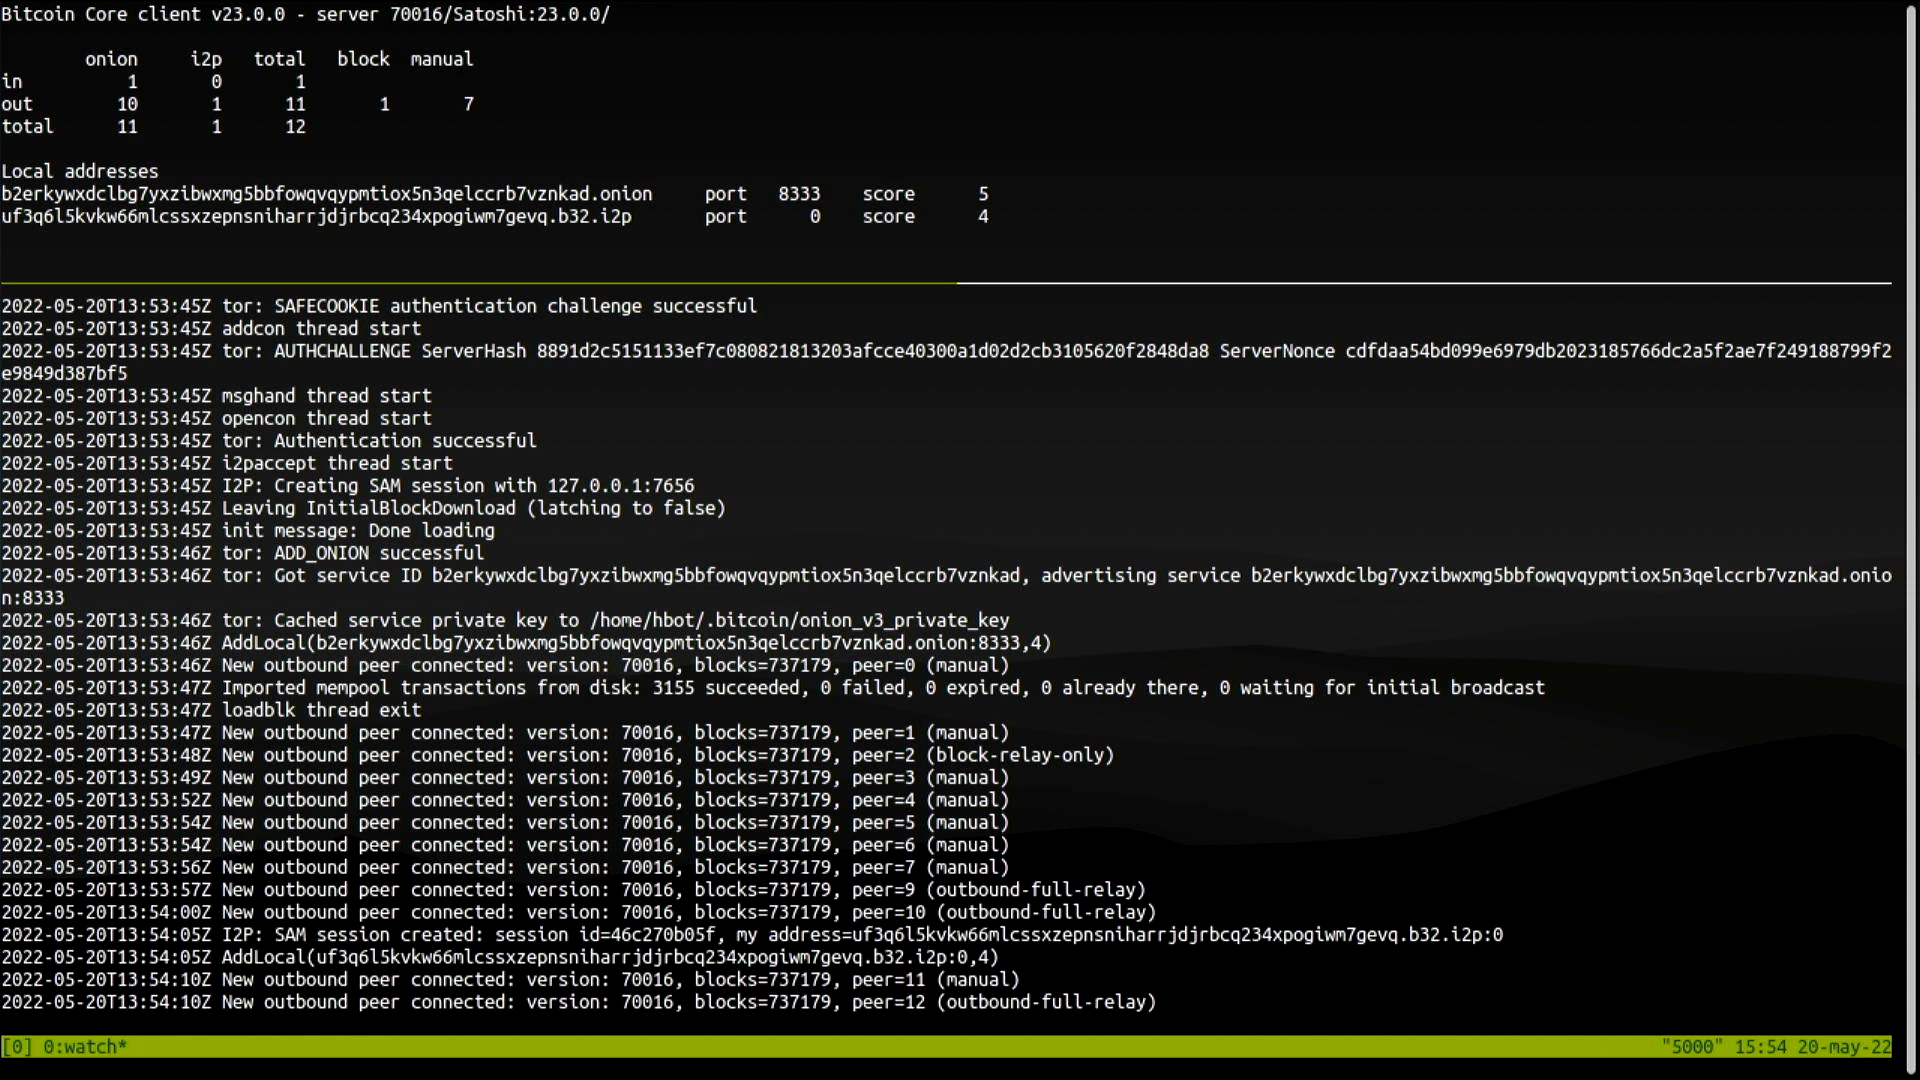 Bitcoin Core client v23.0.0 - server 70016/Satoshi:23.0.0/
onion i2p total block manual
in 1 0 1
out 10 1 11 1 7
total 11 1 12
Local addresses
b2erkywxdclbg7yxzibwxmg5bbfowqvqypmtiox5n3qelccrb7vznkad.onion port 8333 score 5
uf3q6l5kvkw66mlcssxzepnsniharrjdjrbcq234xpogiwm7gevq.b32.i2p port 0 score 4
2022-05-20T13:53:45Z tor: SAFECOOKIE authentication challenge successful
2022-05-20T13:53:45Z addcon thread start
2022-05-20T13:53:45Z tor: AUTHCHALLENGE ServerHash 8891d2c5151133ef7c080821813203afcce40300a1d02d2cb3105620f2848da8 ServerNonce cdfdaa54bd099e6979db2023185766dc2a5f2ae7f249188799f2
e9849d387bf5
2022-05-20T13:53:45Z msghand thread start
2022-05-20T13:53:45Z opencon thread start
2022-05-20T13:53:45Z tor: Authentication successful
2022-05-20T13:53:45Z i2paccept thread start
2022-05-20T13:53:45Z I2P: Creating SAM session with 127.0.0.1:7656
2022-05-20T13:53:45Z Leaving InitialBlockDownload (latching to false)
2022-05-20T13:53:45Z init message: Done loading
2022-05-20T13:53:46Z tor: ADD_ONION successful
2022-05-20T13:53:46Z tor: Got service ID b2erkywxdclbg7yxzibwxmg5bbfowqvqypmtiox5n3qelccrb7vznkad, advertising service b2erkywxdclbg7yxzibwxmg5bbfowqvqypmtiox5n3qelccrb7vznkad.onio
n:8333
2022-05-20T13:53:46Z tor: Cached service private key to /home/hbot/.bitcoin/onion_v3_private_key
2022-05-20T13:53:46Z AddLocal(b2erkywxdclbg7yxzibwxmg5bbfowqvqypmtiox5n3qelccrb7vznkad.onion:8333,4)
2022-05-20T13:53:46Z New outbound peer connected: version: 70016, blocks=737179, peer=0 (manual)
2022-05-20T13:53:47Z Imported mempool transactions from disk: 3155 succeeded, 0 failed, 0 expired, 0 already there, 0 waiting for initial broadcast
2022-05-20T13:53:47Z loadblk thread exit
2022-05-20T13:53:47Z New outbound peer connected: version: 70016, blocks=737179, peer=1 (manual)
2022-05-20T13:53:48Z New outbound peer connected: version: 70016, blocks=737179, peer=2 (block-relay-only)
2022-05-20T13:53:49Z New outbound peer connected: version: 70016, blocks=737179, peer=3 (manual)
2022-05-20T13:53:52Z New outbound peer connected: version: 70016, blocks=737179, peer=4 (manual)
2022-05-20T13:53:54Z New outbound peer connected: version: 70016, blocks=737179, peer=5 (manual)
2022-05-20T13:53:54Z New outbound peer connected: version: 70016, blocks=737179, peer=6 (manual)
2022-05-20T13:53:56Z New outbound peer connected: version: 70016, blocks=737179, peer=7 (manual)
2022-05-20T13:53:57Z New outbound peer connected: version: 70016, blocks=737179, peer=9 (outbound-full-relay)
2022-05-20T13:54:00Z New outbound peer connected: version: 70016, blocks=737179, peer=10 (outbound-full-relay)
2022-05-20T13:54:05Z I2P: SAM session created: session id=46c270b05f, my address=uf3q6l5kvkw66mlcssxzepnsniharrjdjrbcq234xpogiwm7gevq.b32.i2p:0
2022-05-20T13:54:05Z AddLocal(uf3q6l5kvkw66mlcssxzepnsniharrjdjrbcq234xpogiwm7gevq.b32.i2p:0,4)
2022-05-20T13:54:10Z New outbound peer connected: version: 70016, blocks=737179, peer=11 (manual)
2022-05-20T13:54:10Z New outbound peer connected: version: 70016, blocks=737179, peer=12 (outbound-full-relay)
[0] 0:watch* "5000" 15:54 20-may-22